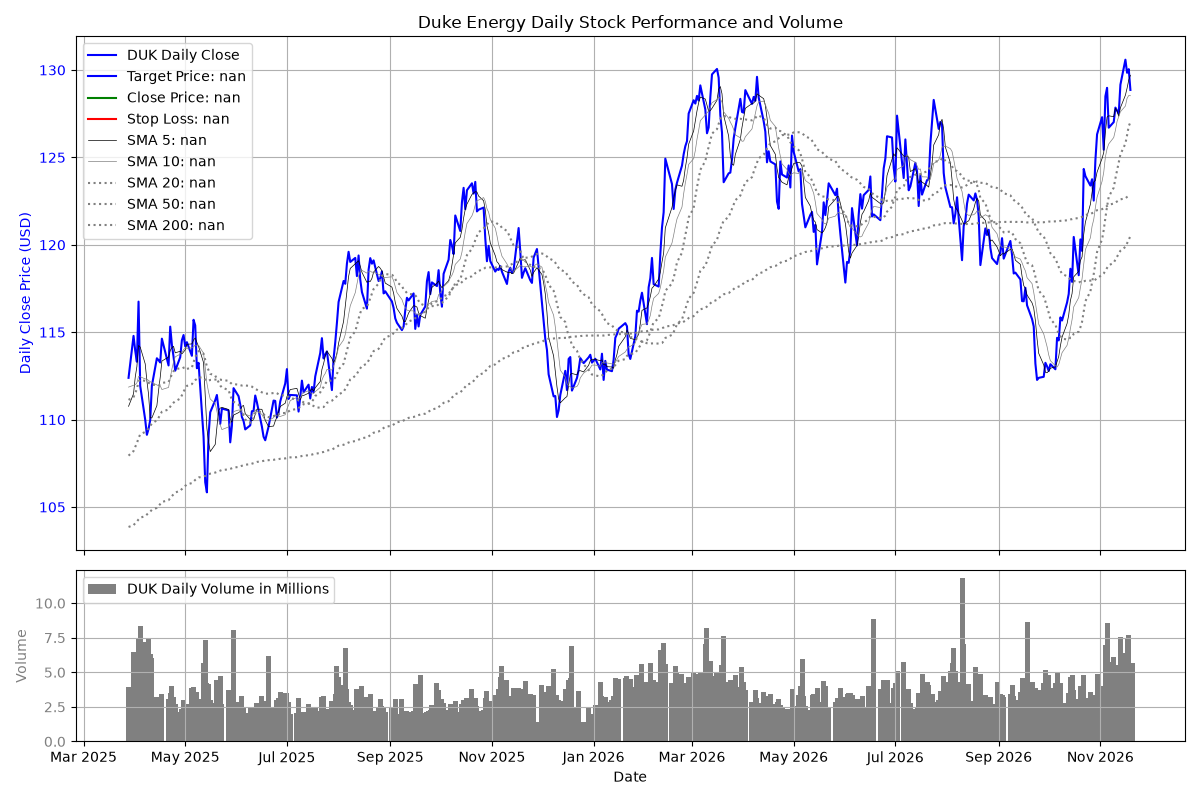 Duke Energy Daily Stock Performance and Volume
DUK Daily Close
Target Price: nan
Close Price: nan
Stop Loss: nan
SMA 5: nan
SMA 10: nan
SMA 20: nan
SMA 50: nan
SMA 200: nan
130
125
120
115
110
105
Daily Close Price (USD)
DUK Daily Volume in Millions
10.0
7.5
5.0
2.5
0.0
Volume
Mar 2025 May 2025 Jul 2025 Sep 2025 Nov 2025 Jan 2026 Mar 2026 May 2026 Jul 2026 Sep 2026 Nov 2026
Date